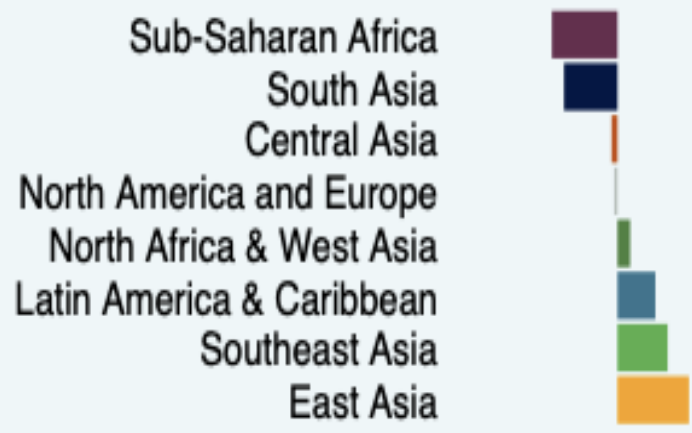 Sub-Saharan Africa
South Asia
Central Asia
North America and Europe
North Africa & West Asia
Latin America & Caribbean
Southeast Asia
East Asia